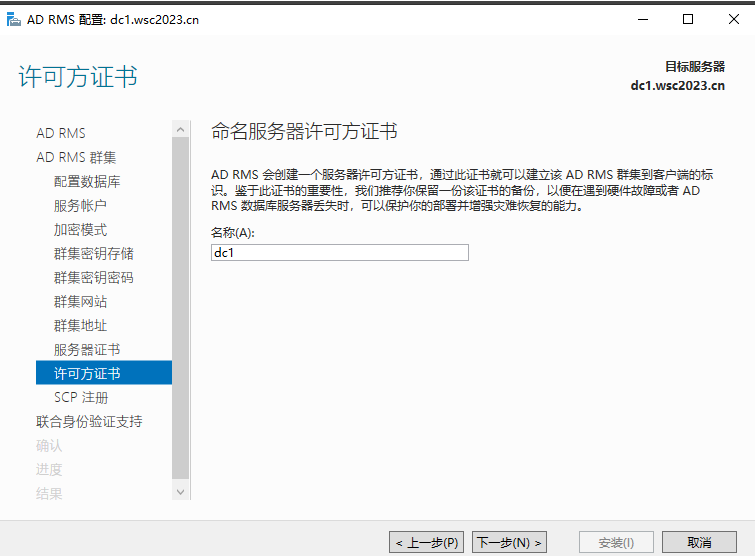 AD RMS 配置: dc1.wsc2023.cn
许可方证书
目标服务器
dc1.wsc2023.cn
AD RMS
AD RMS 群集
配置数据库
服务帐户
加密模式
群集密钥存储
群集密钥密码
群集网站
群集地址
服务器证书
许可方证书
SCP 注册
联合身份验证支持
确认
进度
结果
命名服务器许可方证书
AD RMS 会创建一个服务器许可方证书，通过此证书就可以建立该 AD RMS 群集到客户端的标
识。鉴于此证书的重要性，我们推荐你保留一份该证书的备份，以便在遇到硬件故障或者 AD
RMS 数据库服务器丢失时，可以保护你的部署并增强灾难恢复的能力。
名称(A):
dc1
< 上一步(P)
下一步(N) >
安装(I)
取消